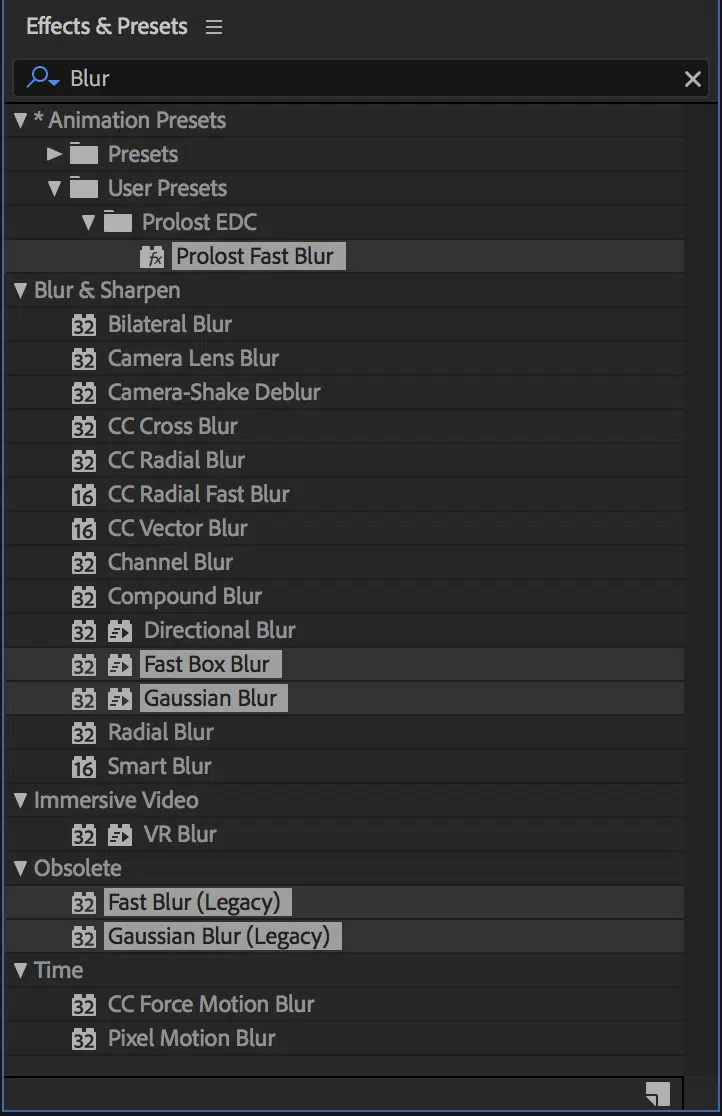 Effects & Presets
Blur
* Animation Presets
Presets
User Presets
Prolost EDC
fx Prolost Fast Blur
Blur & Sharpen
32 Bilateral Blur
32 Camera Lens Blur
32 Camera-Shake Deblur
32 CC Cross Blur
32 CC Radial Blur
16 CC Radial Fast Blur
16 CC Vector Blur
32 Channel Blur
32 Compound Blur
32 Directional Blur
32 Fast Box Blur
32 Gaussian Blur
32 Radial Blur
16 Smart Blur
Immersive Video
32 VR Blur
Obsolete
32 Fast Blur (Legacy)
32 Gaussian Blur (Legacy)
Time
32 CC Force Motion Blur
32 Pixel Motion Blur